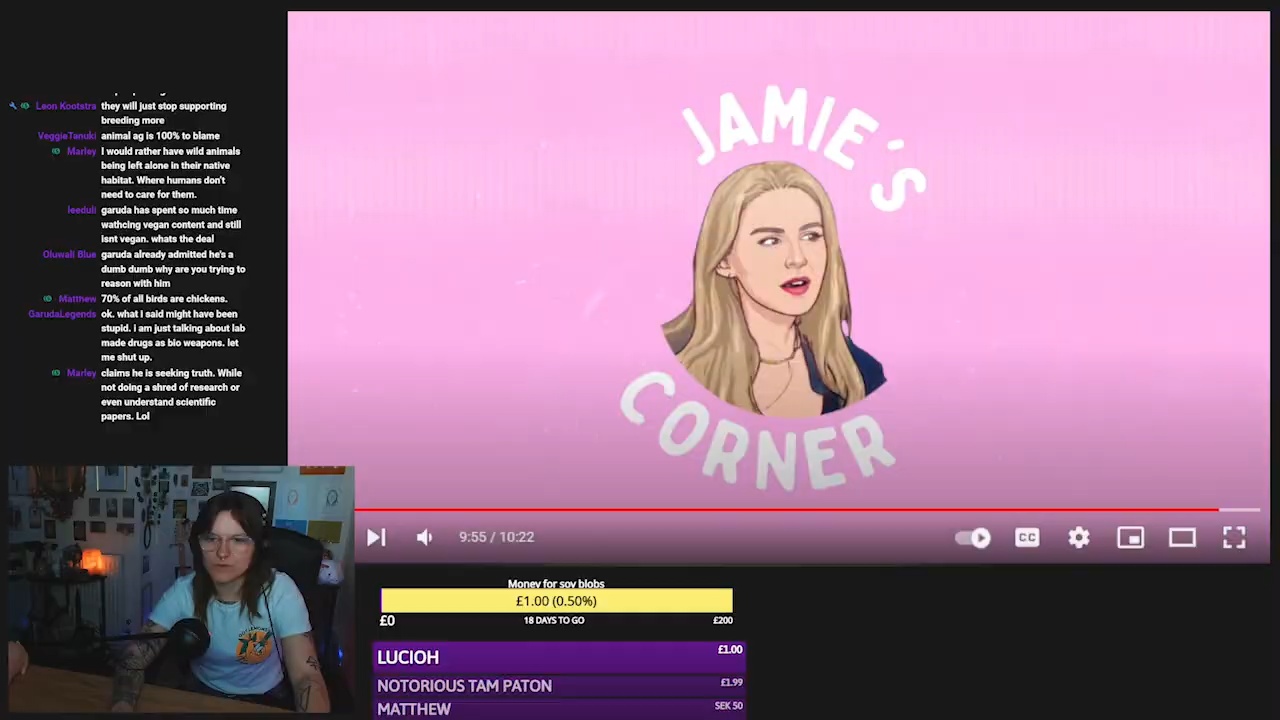 Leon Kootstra they will just stop supporting
breeding more
VeggieTanuki animal ag is 100% to blame
Marley I would rather have wild animals
being left alone in their native
habitat. Where humans don't
need to care for them.
leeduli garuda has spent so much time
wathcing vegan content and still
isnt vegan. whats the deal
Oluwali Blue garuda already admitted he's a
dumb dumb why are you trying to
reason with him
Matthew 70% of all birds are chickens.
GarudaLegends ok. what I said might have been
stupid. i am just talking about lab
made drugs as bio weapons. let
me shut up.
Marley claims he is seeking truth. While
not doing a shred of research or
even understand scientific
papers. Lol
JAMIE'S
CORNER
9:55 / 10:22
CC
Money for soy blobs
£1.00 (0.50%)
£0 18 DAYS TO GO £200
LUCIOH £1.00
NOTORIOUS TAM PATON £1.99
MATTHEW SEK 50